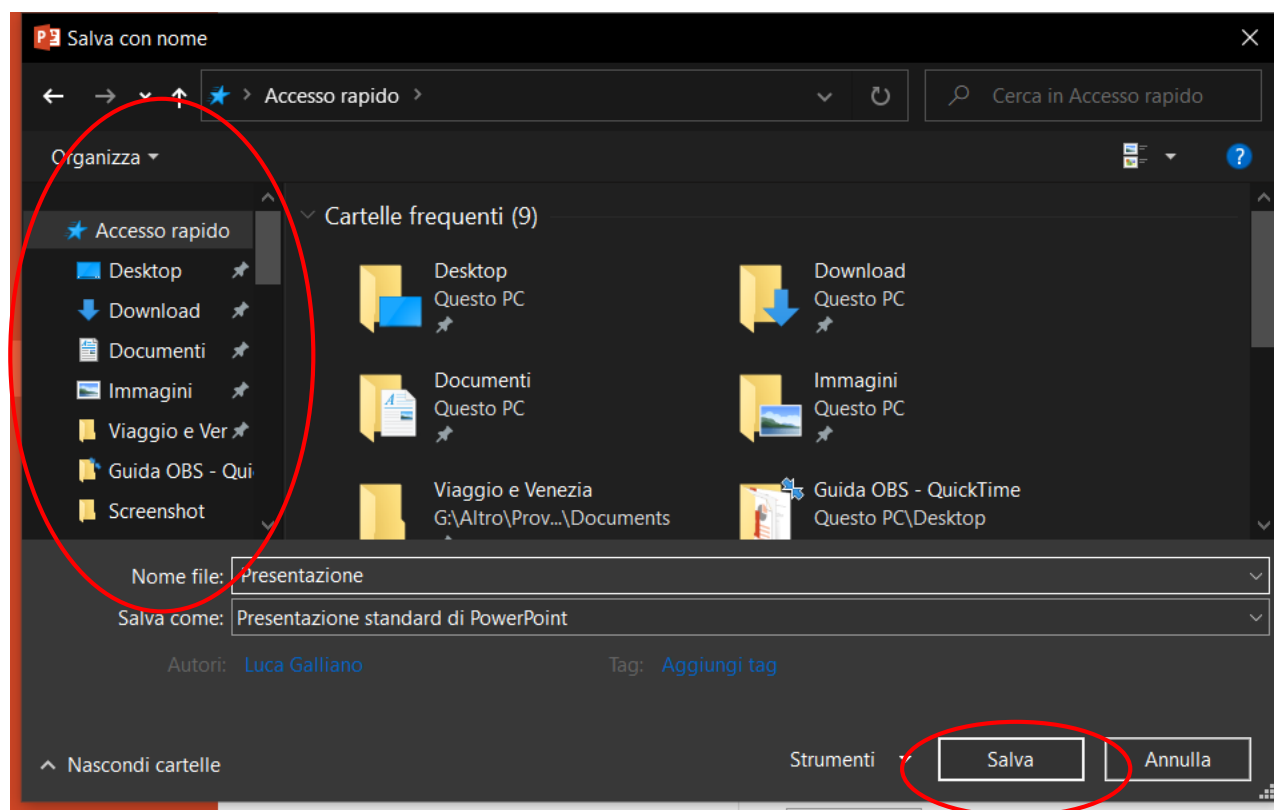 Salva con nome
Accesso rapido
Cerca in Accesso rapido
Organizza
?
Accesso rapido
Desktop
Download
Documenti
Immagini
Viaggio e Ver
Guida OBS - Qui
Screenshot
Cartelle frequenti (9)
Desktop
Questo PC
Download
Questo PC
Documenti
Questo PC
Immagini
Questo PC
Viaggio e Venezia
G:\Altro\Prov...\Documents
Guida OBS - QuickTime
Questo PC\Desktop
Nome file: Presentazione
Salva come: Presentazione standard di PowerPoint
Autori: Luca Galliano Tag: Aggiungi tag
Nascondi cartelle Strumenti Salva Annulla